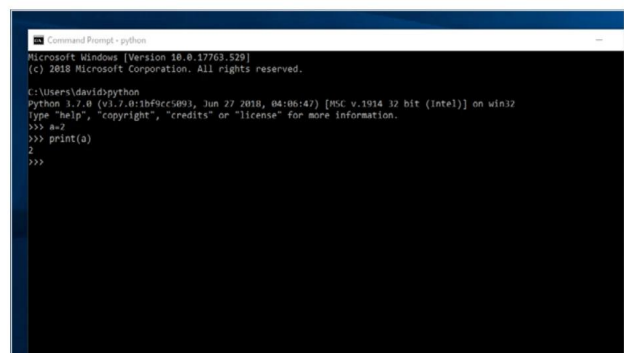 Command Prompt - python
Microsoft Windows [Version 10.0.17763.529]
(c) 2018 Microsoft Corporation. All rights reserved.
C:\Users\david>python
Python 3.7.0 (v3.7.0:1bf9cc5093, Jun 27 2018, 04:06:47) [MSC v.1914 32 bit (Intel)] on win32
Type "help", "copyright", "credits" or "license" for more information.
>>> a=2
>>> print(a)
2
>>>